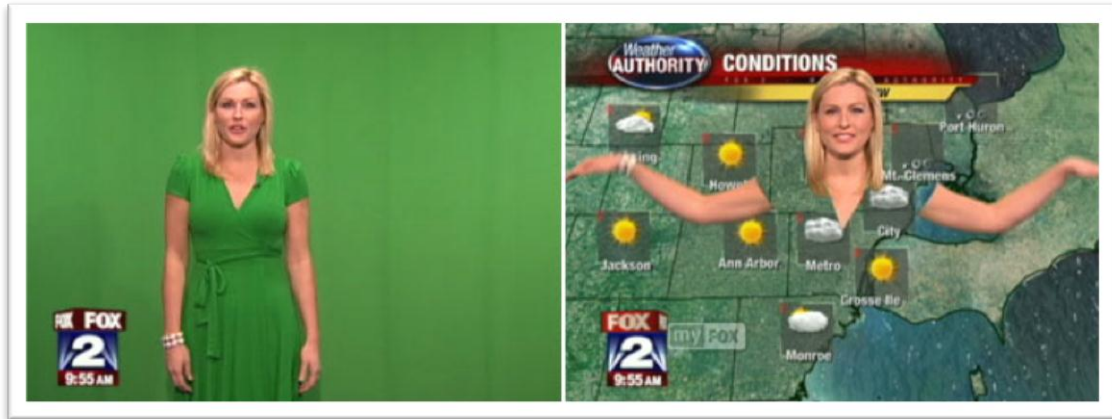 FOX FOX
2
9:55 AM
Weather
AUTHORITY
CONDITIONS
Port Huron
Mt. Clemens
City
Jackson
Ann Arbor
Metro
Grosse Ile
FOX
2
9:55 AM
my FOX
Monroe